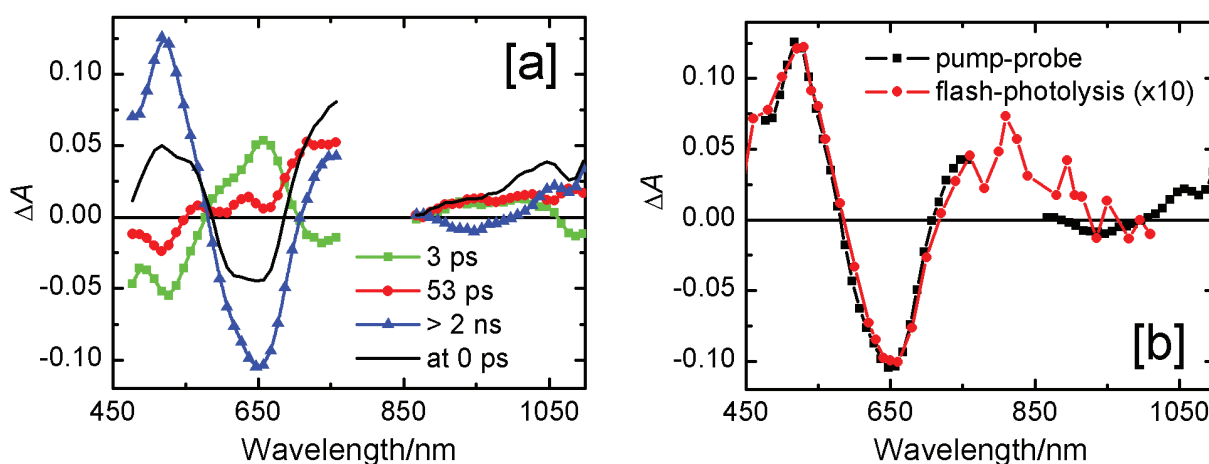 [a]
0.10
0.05
0.00
-0.05
-0.10
ΔA
3 ps
53 ps
> 2 ns
at 0 ps
450 650 850 1050
Wavelength/nm
[b]
pump-probe
flash-photolysis (x10)
0.10
0.05
0.00
-0.05
-0.10
ΔA
450 650 850 1050
Wavelength/nm